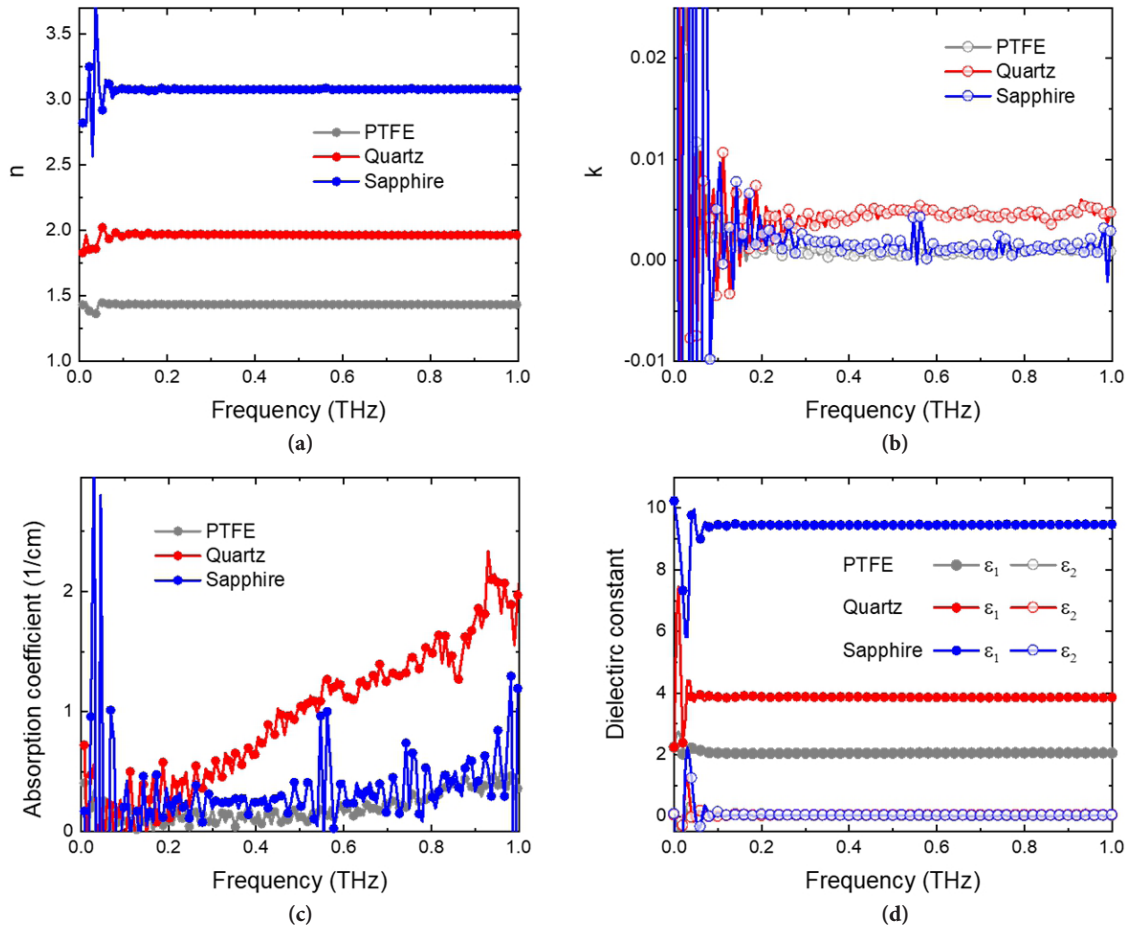 3.5
3.0
2.5
2.0
1.5
1.0
n
PTFE
Quartz
Sapphire
0.0 0.2 0.4 0.6 0.8 1.0
Frequency (THz)
(a)
0.02
0.01
0.00
-0.01
k
PTFE
Quartz
Sapphire
0.0 0.2 0.4 0.6 0.8 1.0
Frequency (THz)
(b)
2
1
0
Absorption coefficient (1/cm)
PTFE
Quartz
Sapphire
0.0 0.2 0.4 0.6 0.8 1.0
Frequency (THz)
(c)
10
8
6
4
2
0
Dielectirc constant
PTFE ε1 ε2
Quartz ε1 ε2
Sapphire ε1 ε2
0.0 0.2 0.4 0.6 0.8 1.0
Frequency (THz)
(d)